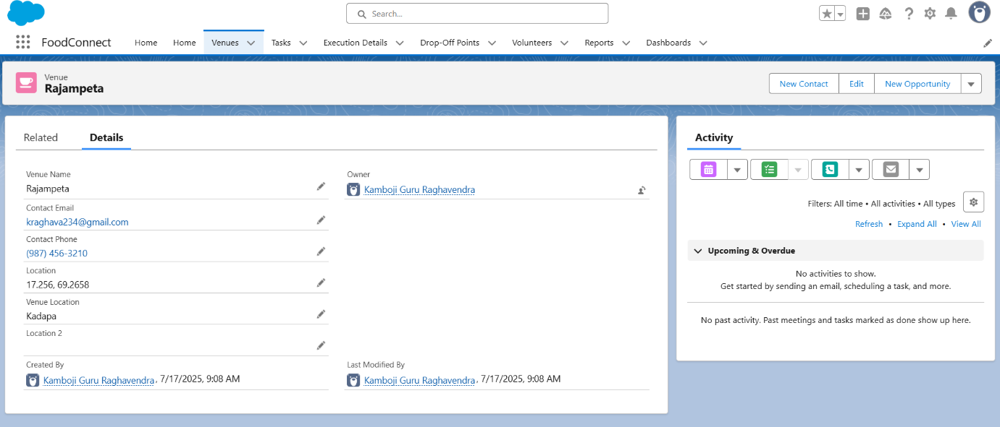 Search...
FoodConnect
Home
Home
Venues
Tasks
Execution Details
Drop-Off Points
Volunteers
Reports
Dashboards
Venue
Rajampeta
New Contact
Edit
New Opportunity
Related
Details
Venue Name
Rajampeta
Owner
Kamboji Guru Raghavendra
Contact Email
kraghava234@gmail.com
Contact Phone
(987) 456-3210
Location
17.256, 69.2658
Venue Location
Kadapa
Location 2
Created By
Kamboji Guru Raghavendra, 7/17/2025, 9:08 AM
Last Modified By
Kamboji Guru Raghavendra, 7/17/2025, 9:08 AM
Activity
Filters: All time • All activities • All types
Refresh • Expand All • View All
Upcoming & Overdue
No activities to show.
Get started by sending an email, scheduling a task, and more.
No past activity. Past meetings and tasks marked as done show up here.